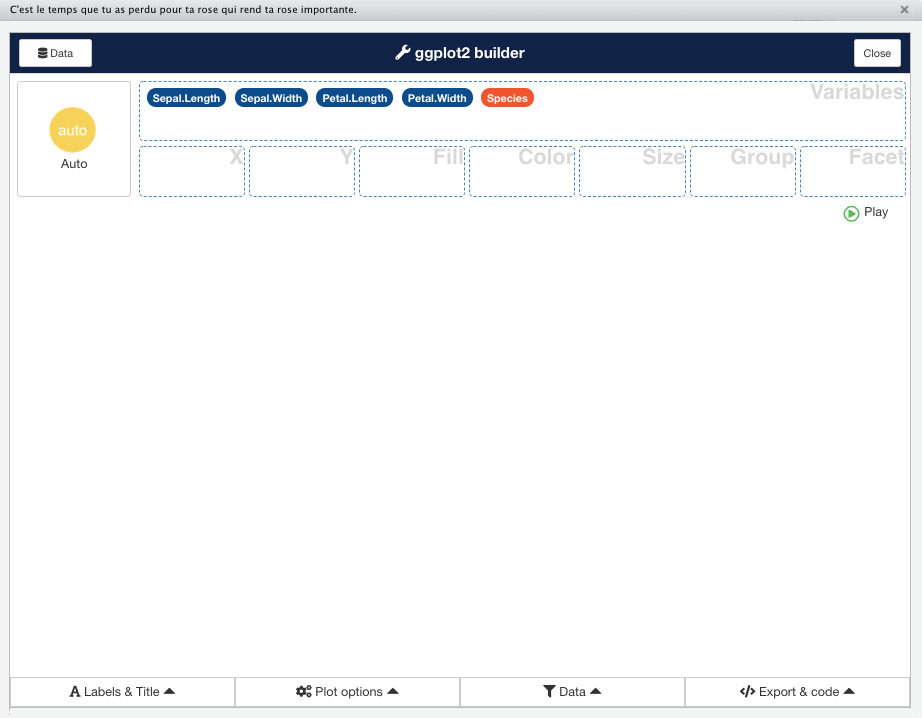 C'est le temps que tu as perdu pour ta rose qui rend ta rose importante.
Data
ggplot2 builder
Close
auto
Auto
Variables
Sepal.Length Sepal.Width Petal.Length Petal.Width Species
X Y Fill Color Size Group Facet
Play
A Labels & Title
Plot options
Data
</> Export & code